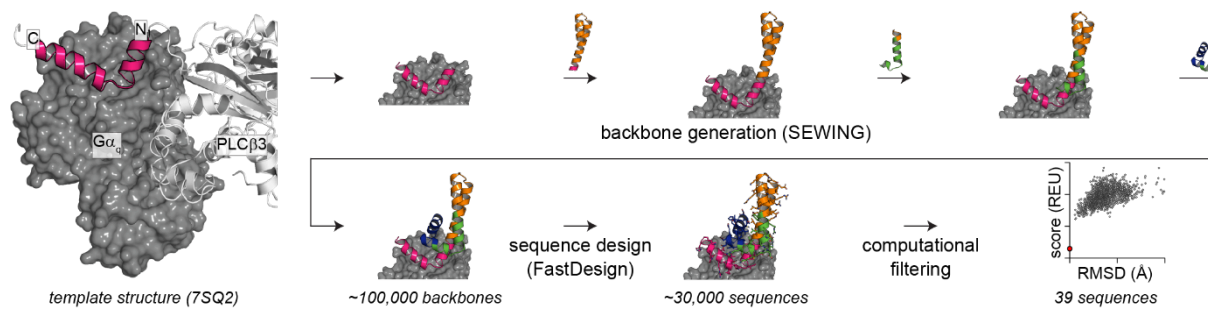 C
N
Gαq
PLCβ3
template structure (7SQ2)
backbone generation (SEWING)
~100,000 backbones
sequence design
(FastDesign)
~30,000 sequences
computational
filtering
score (REU)
RMSD (Å)
39 sequences